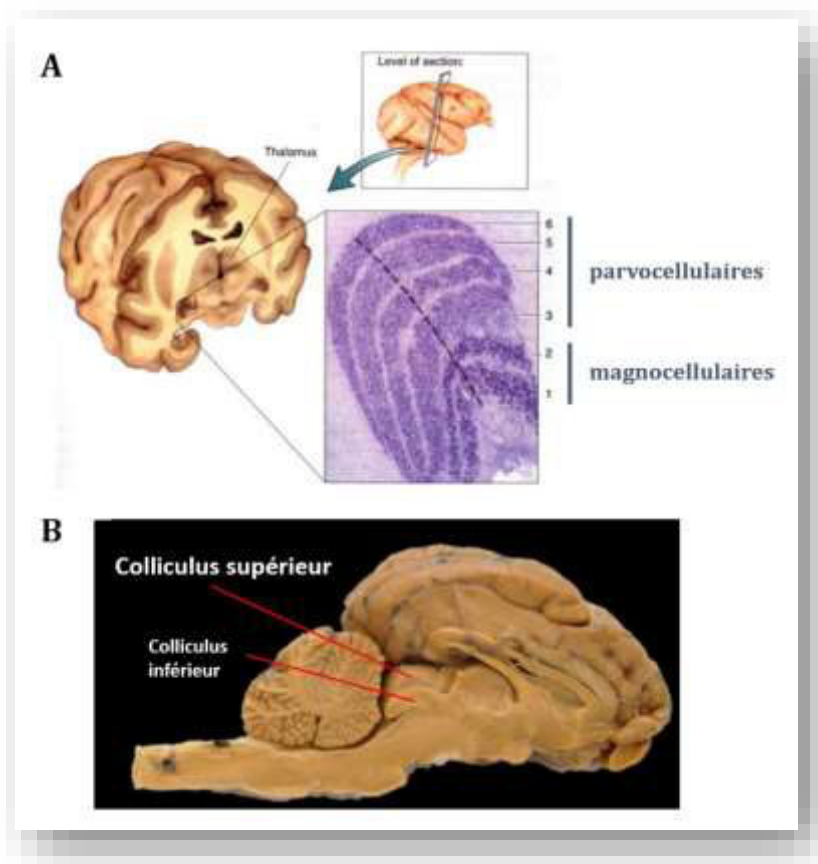 A
Level of section:
Thalamus
6
5
4
3
2
1
parvocellulaires
magnocellulaires
B
Colliculus supérieur
Colliculus
inférieur